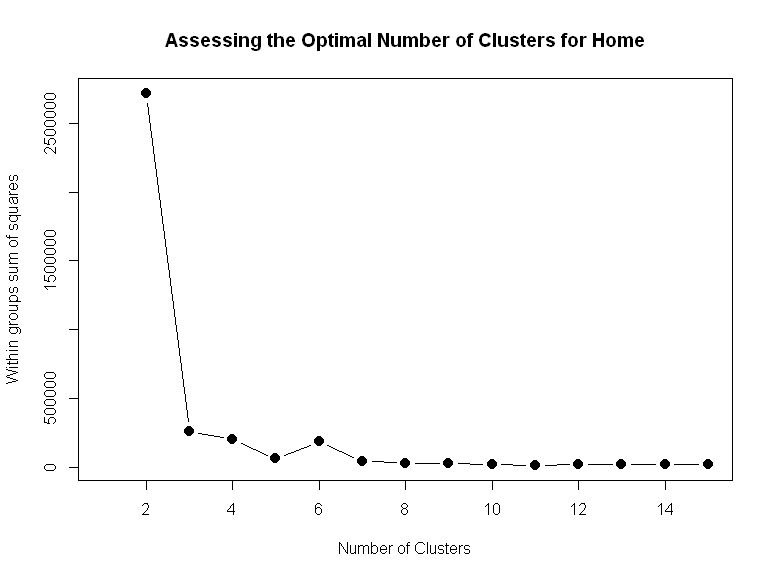 Assessing the Optimal Number of Clusters for Home
Within groups sum of squares
2500000
1500000
500000
0
2 4 6 8 10 12 14
Number of Clusters